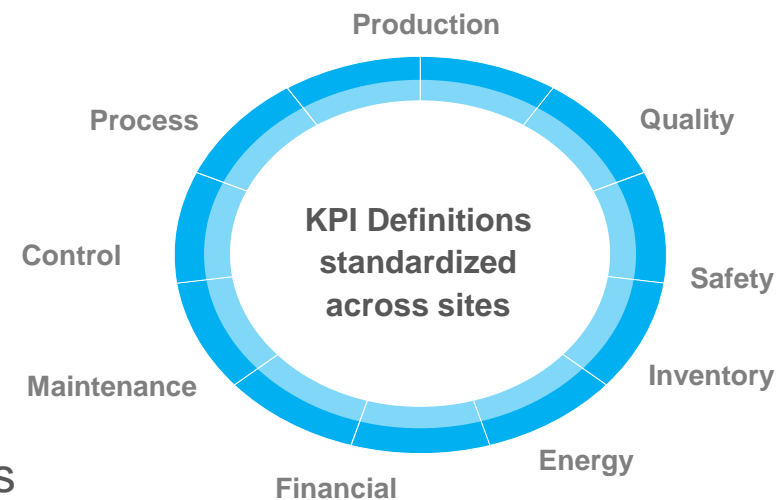 Production
Process
Quality
KPI Definitions
standardized
across sites
Control
Safety
Maintenance
Inventory
Energy
s
Financial